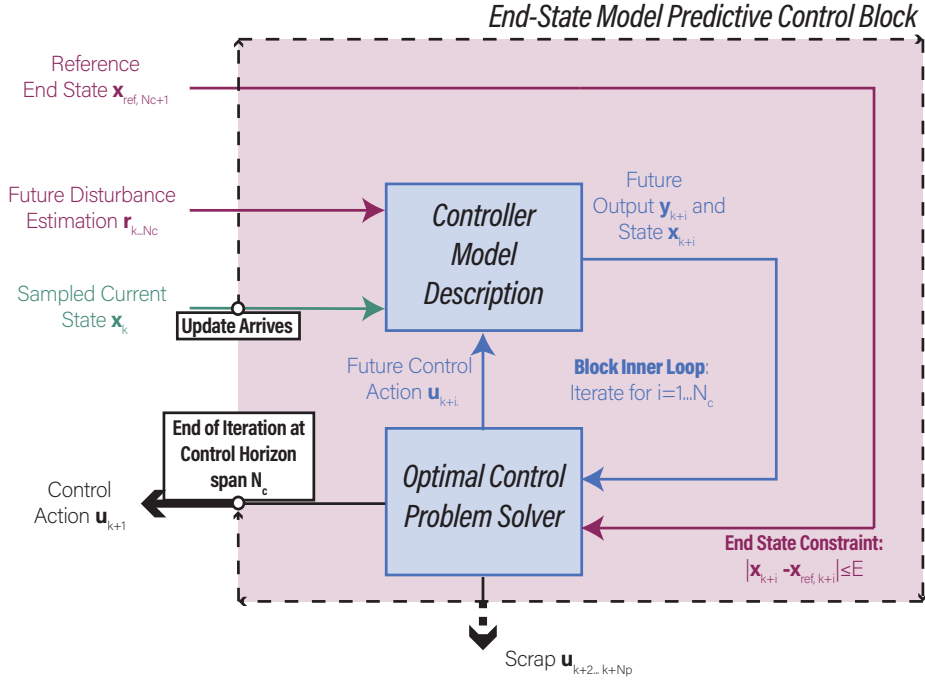 End-State Model Predictive Control Block
Reference
End State x_ref, Nc+1
Future Disturbance
Estimation r_k...Nc
Controller
Model
Description
Future
Output y_k+i and
State x_k+i
Sampled Current
State x_k
Update Arrives
Future Control
Action u_k+i.
Block Inner Loop:
Iterate for i=1...N_c
End of Iteration at
Control Horizon
span N_c
Optimal Control
Problem Solver
Control
Action u_k+1
End State Constraint:
|x_k+i -x_ref, k+i|≤E
Scrap u_k+2... k+Np